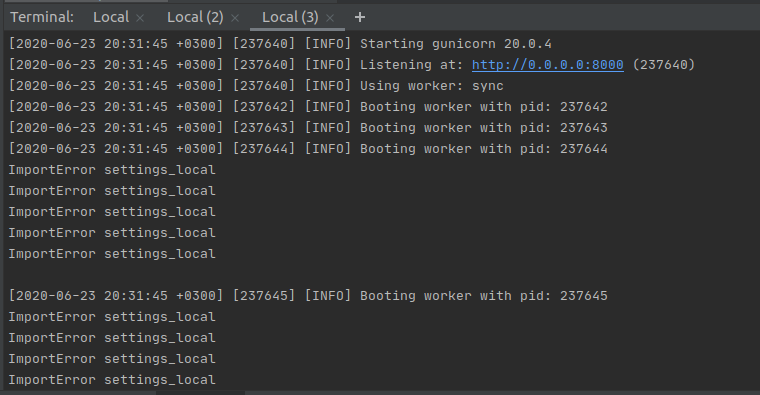 Terminal: Local × Local (2) × Local (3) × +
[2020-06-23 20:31:45 +0300] [237640] [INFO] Starting gunicorn 20.0.4
[2020-06-23 20:31:45 +0300] [237640] [INFO] Listening at: http://0.0.0.0:8000 (237640)
[2020-06-23 20:31:45 +0300] [237640] [INFO] Using worker: sync
[2020-06-23 20:31:45 +0300] [237642] [INFO] Booting worker with pid: 237642
[2020-06-23 20:31:45 +0300] [237643] [INFO] Booting worker with pid: 237643
[2020-06-23 20:31:45 +0300] [237644] [INFO] Booting worker with pid: 237644
ImportError settings_local
ImportError settings_local
ImportError settings_local
ImportError settings_local
ImportError settings_local
[2020-06-23 20:31:45 +0300] [237645] [INFO] Booting worker with pid: 237645
ImportError settings_local
ImportError settings_local
ImportError settings_local
ImportError settings_local